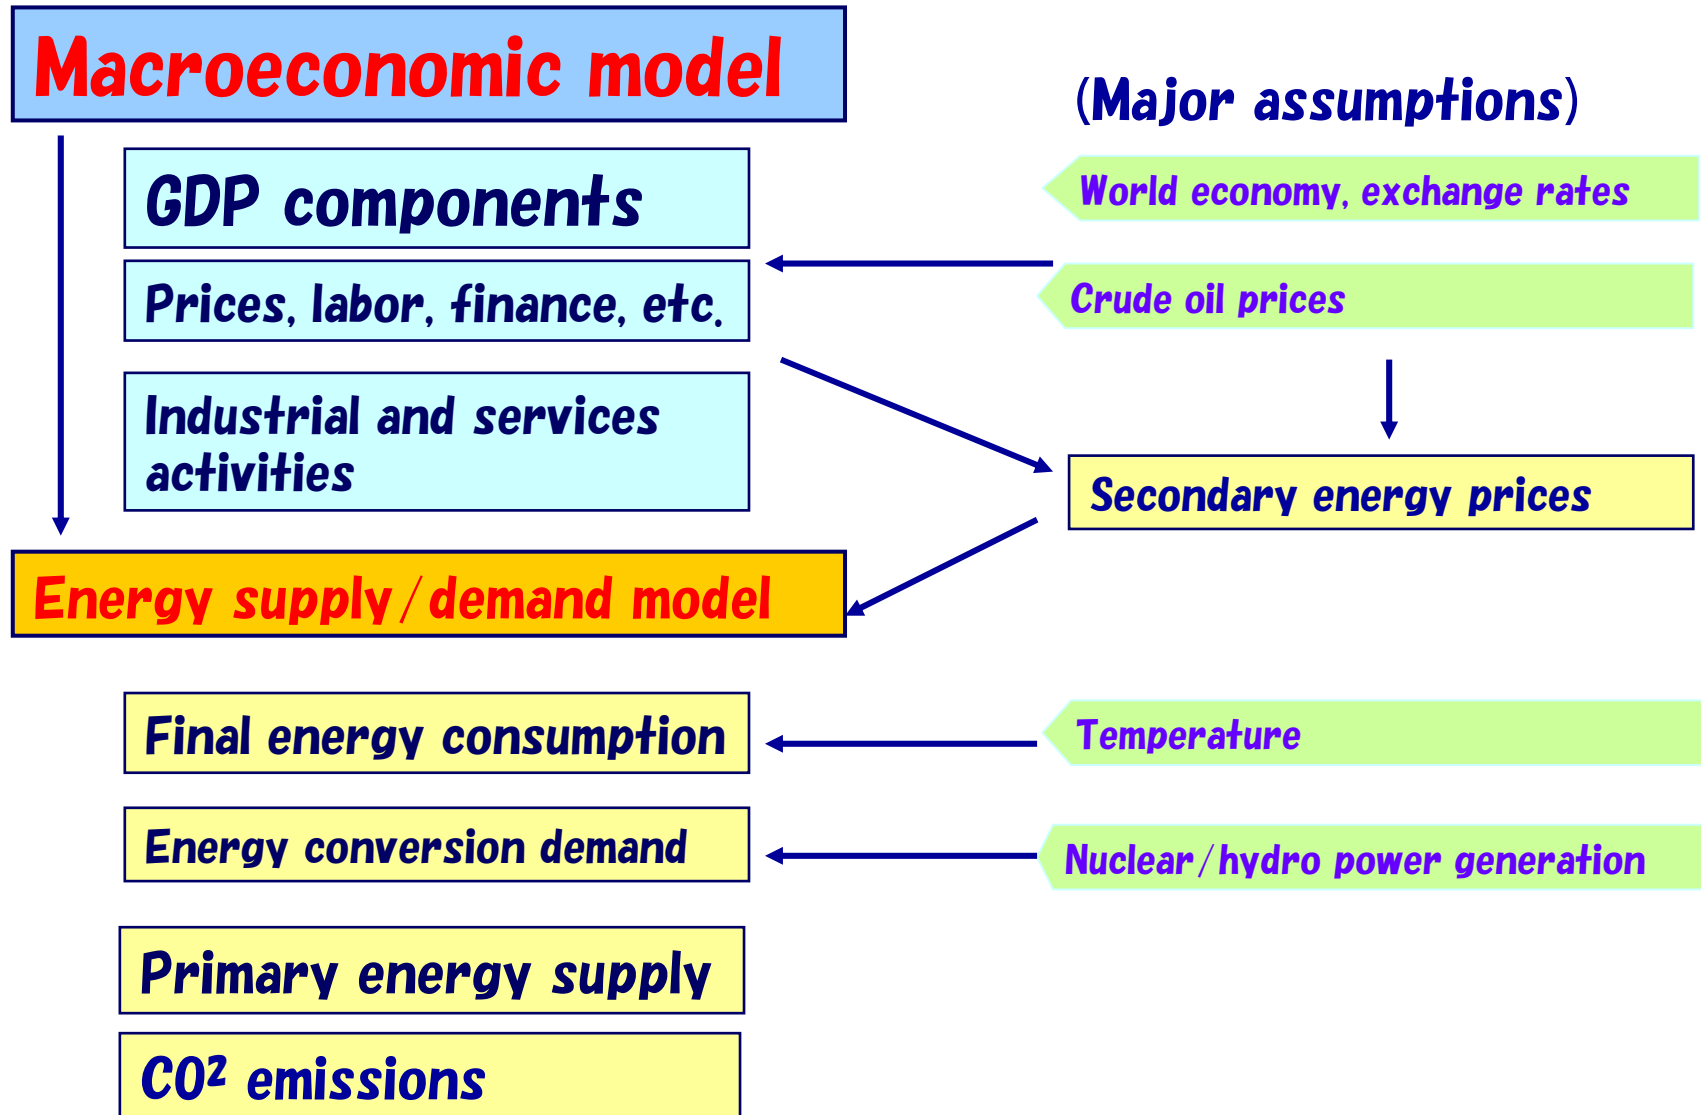 Macroeconomic model
(Major assumptions)
GDP components
World economy, exchange rates
Prices, labor, finance, etc.
Crude oil prices
Industrial and services
activities
Secondary energy prices
Energy supply/demand model
Final energy consumption
Temperature
Energy conversion demand
Nuclear/hydro power generation
Primary energy supply
CO² emissions